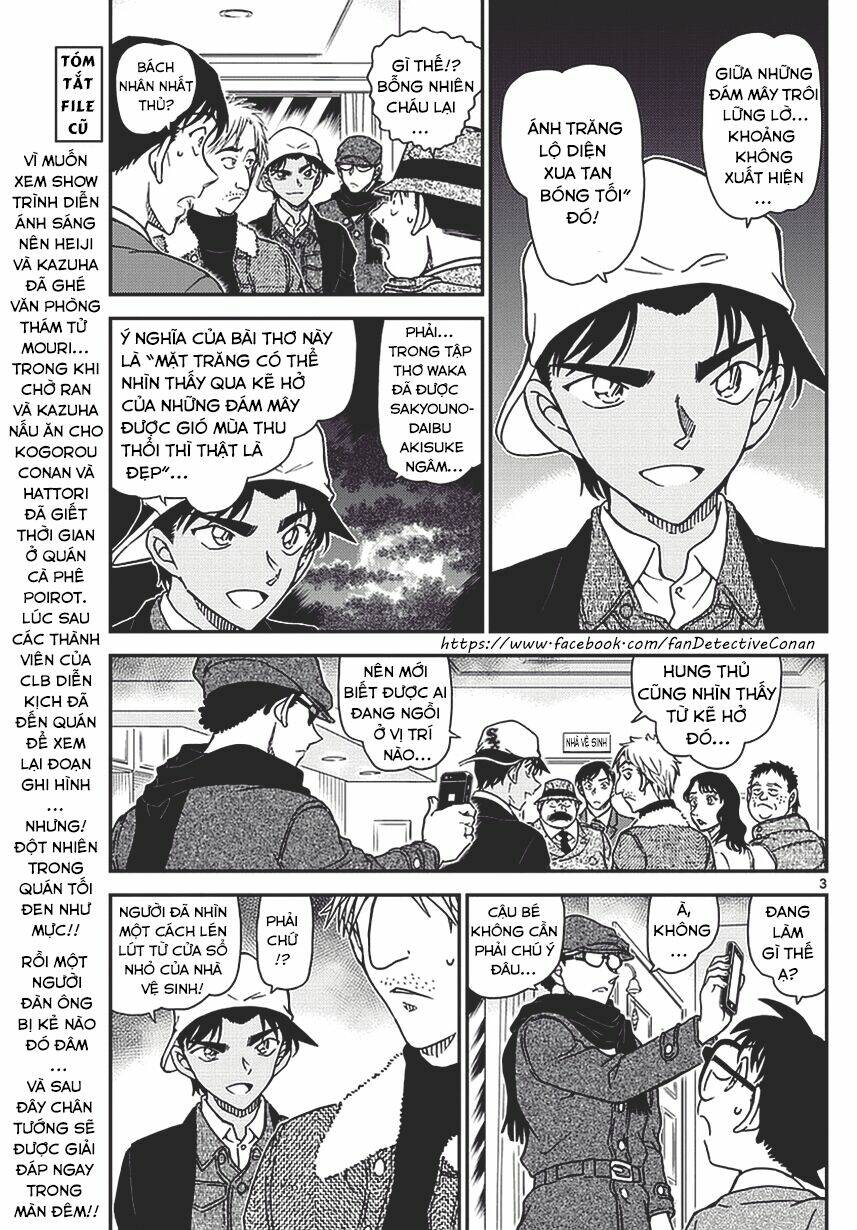 TÓM
TẮT
FILE
CŨ
VÌ MUỐN
XEM SHOW
TRÌNH DIỄN
ÁNH SÁNG
NÊN HEIJI
VÀ KAZUHA
ĐÃ GHÉ
VĂN PHÒNG
THÁM TỬ
MOURI...
TRONG KHI
CHỜ RAN
VÀ KAZUHA
NẤU ĂN CHO
KOGOROU
CONAN VÀ
HATTORI
ĐÃ GIẾT
THỜI GIAN
Ở QUÁN
CÀ PHÊ
POIROT.
LÚC SAU
CÁC THÀNH
VIÊN CỦA
CLB DIỄN
KỊCH ĐÃ
ĐẾN QUÁN
ĐỂ XEM
LẠI ĐOẠN
GHI HÌNH
...
NHƯNG!
ĐỘT NHIÊN
TRONG
QUÁN TỐI
ĐEN NHƯ
MỰC!!
RỒI MỘT
NGƯỜI
ĐÀN ÔNG
BỊ KẺ NÀO
ĐÓ ĐÂM
...
VÀ SAU
ĐÂY CHÂN
TƯỚNG SẼ
ĐƯỢC GIẢI
ĐÁP NGAY
TRONG
MÀN ĐÊM!!
GIỮA NHỮNG
ĐÁM MÂY TRÔI
LỮNG LỜ...
KHOẢNG
KHÔNG
XUẤT HIỆN
...
ÁNH TRĂNG
LỘ DIỆN
XUA TAN
BÓNG TỐI"
ĐÓ!
GÌ THẾ!?
BỖNG NHIÊN
CHÁU LẠI
...
BÁCH
NHÂN NHẤT
THỦ?
PHẢI...
TRONG TẬP
THƠ WAKA
ĐÃ ĐƯỢC
SAKYOUNO-
DAIBU
AKISUKE
NGÂM...
Ý NGHĨA CỦA BÀI THƠ NÀY
LÀ "MẶT TRĂNG CÓ THỂ
NHÌN THẤY QUA KẼ HỞ
CỦA NHỮNG ĐÁM MÂY
ĐƯỢC GIÓ MÙA THU
THỔI THÌ THẬT LÀ
ĐẸP"...
https://www.facebook.com/fanDetectiveConan
HUNG THỦ
CŨNG NHÌN THẤY
TỪ KẼ HỞ
ĐÓ...
NÊN MỚI
BIẾT ĐƯỢC AI
ĐANG NGỒI
Ở VỊ TRÍ
NÀO...
NHÀ VỆ SINH
3
ĐANG
LÀM
GÌ THẾ
Ạ?
À,
KHÔNG
...
CẬU BÉ
KHÔNG CẦN
PHẢI CHÚ Ý
ĐÂU...
PHẢI
CHỨ
!?
NGƯỜI ĐÃ NHÌN
MỘT CÁCH LÉN
LÚT TỪ CỬA SỔ
NHỎ CỦA NHÀ
VỆ SINH!